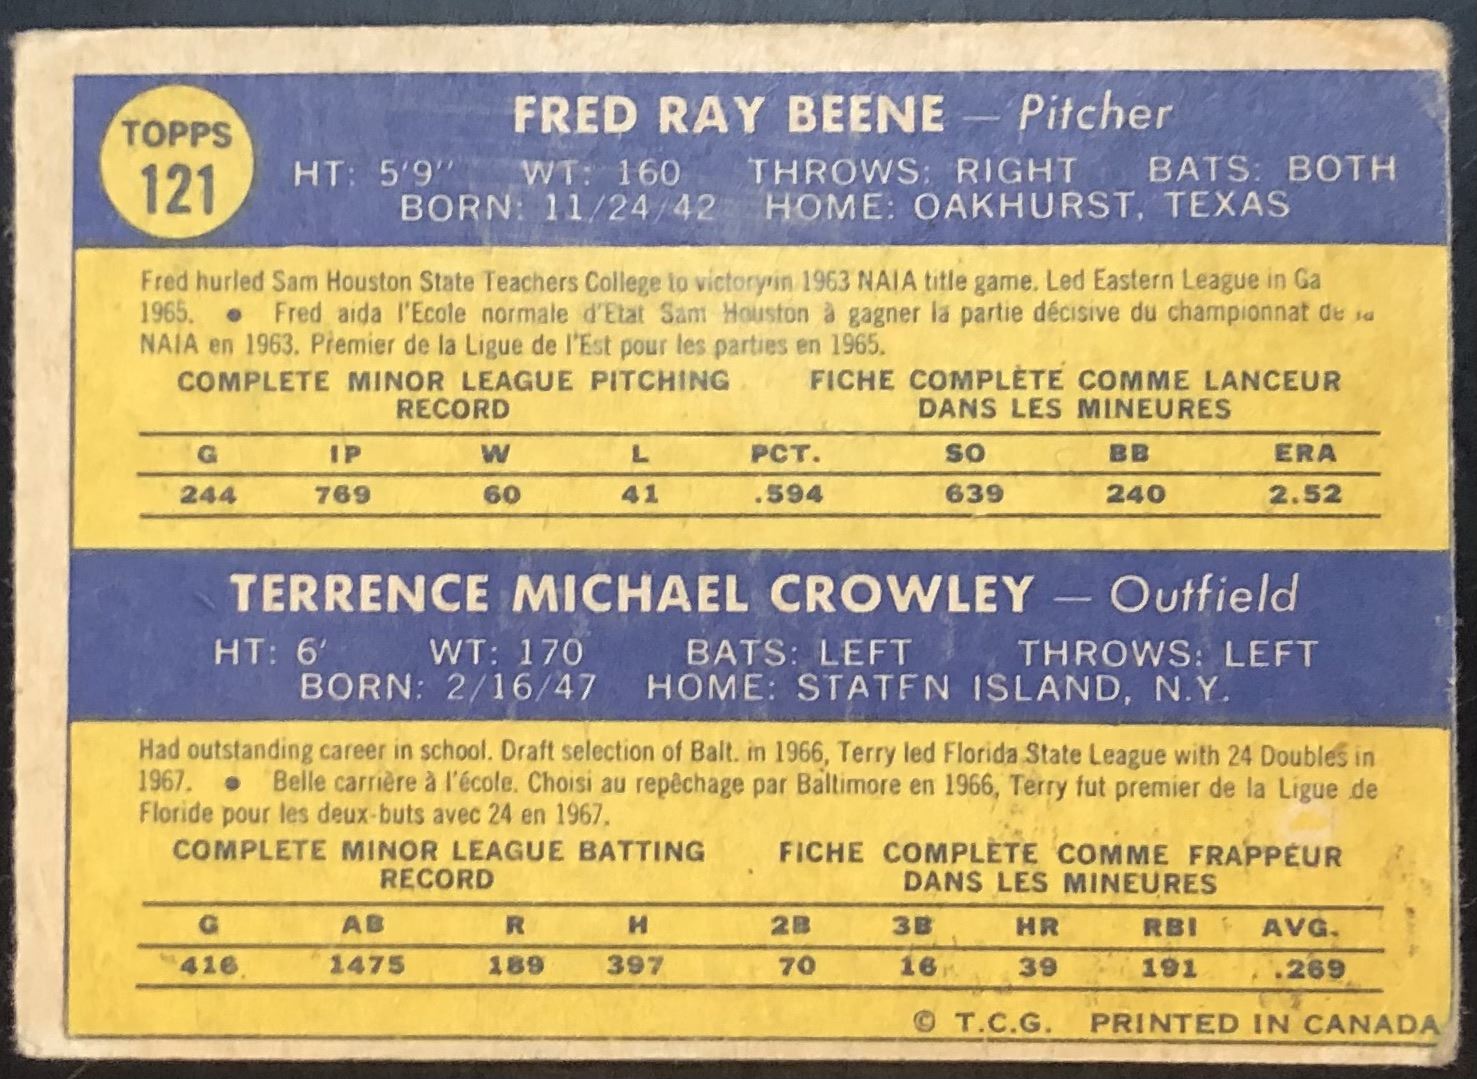 TOPPS
121
FRED RAY BEENE — Pitcher
HT: 5'9" WT: 160 THROWS: RIGHT BATS: BOTH
BORN: 11/24/42 HOME: OAKHURST, TEXAS
Fred hurled Sam Houston State Teachers College to victory in 1963 NAIA title game. Led Eastern League in Ga
1965. ● Fred aida l'Ecole normale d'Etat Sam Houston à gagner la partie décisive du championnat de la
NAIA en 1963. Premier de la Ligue de l'Est pour les parties en 1965.
COMPLETE MINOR LEAGUE PITCHING FICHE COMPLÈTE COMME LANCEUR
RECORD DANS LES MINEURES
G IP W L PCT. SO BB ERA
244 769 60 41 .594 639 240 2.52
TERRENCE MICHAEL CROWLEY — Outfield
HT: 6' WT: 170 BATS: LEFT THROWS: LEFT
BORN: 2/16/47 HOME: STATEN ISLAND, N.Y.
Had outstanding career in school. Draft selection of Balt. in 1966, Terry led Florida State League with 24 Doubles in
1967. ● Belle carrière à l'école. Choisi au repêchage par Baltimore en 1966, Terry fut premier de la Ligue de
Floride pour les deux-buts avec 24 en 1967.
COMPLETE MINOR LEAGUE BATTING FICHE COMPLÈTE COMME FRAPPEUR
RECORD DANS LES MINEURES
G AB R H 2B 3B HR RBI AVG.
416 1475 189 397 70 16 39 191 .269
© T.C.G. PRINTED IN CANADA